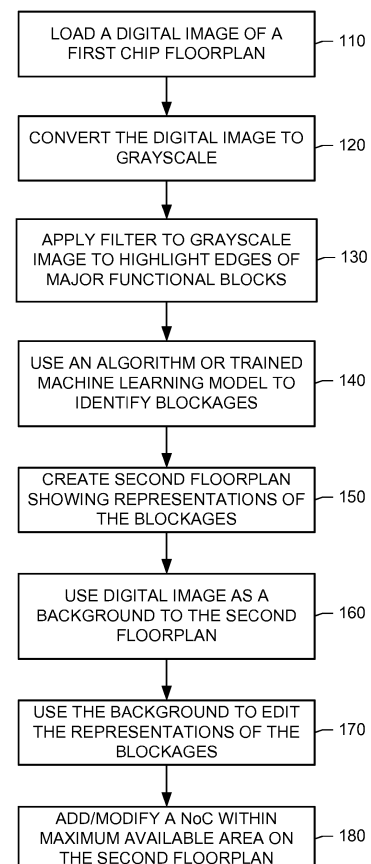 LOAD A DIGITAL IMAGE OF A
FIRST CHIP FLOORPLAN
110
CONVERT THE DIGITAL IMAGE TO
GRAYSCALE
120
APPLY FILTER TO GRAYSCALE
IMAGE TO HIGHLIGHT EDGES OF
MAJOR FUNCTIONAL BLOCKS
130
USE AN ALGORITHM OR TRAINED
MACHINE LEARNING MODEL TO
IDENTIFY BLOCKAGES
140
CREATE SECOND FLOORPLAN
SHOWING REPRESENTATIONS OF
THE BLOCKAGES
150
USE DIGITAL IMAGE AS A
BACKGROUND TO THE SECOND
FLOORPLAN
160
USE THE BACKGROUND TO EDIT
THE REPRESENTATIONS OF THE
BLOCKAGES
170
ADD/MODIFY A NoC WITHIN
MAXIMUM AVAILABLE AREA ON
THE SECOND FLOORPLAN
180